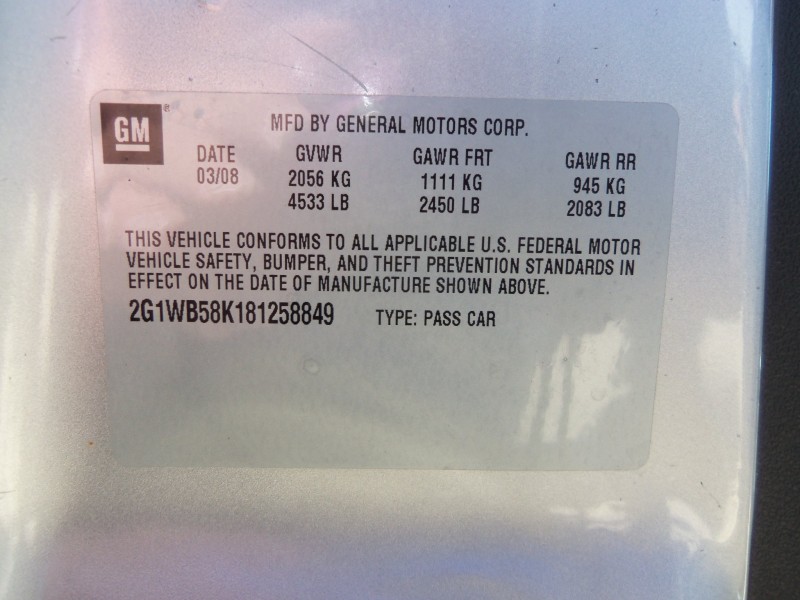 GM ®
MFD BY GENERAL MOTORS CORP.
DATE GVWR GAWR FRT GAWR RR
03/08 2056 KG 1111 KG 945 KG
4533 LB 2450 LB 2083 LB
THIS VEHICLE CONFORMS TO ALL APPLICABLE U.S. FEDERAL MOTOR
VEHICLE SAFETY, BUMPER, AND THEFT PREVENTION STANDARDS IN
EFFECT ON THE DATE OF MANUFACTURE SHOWN ABOVE.
2G1WB58K181258849 TYPE: PASS CAR